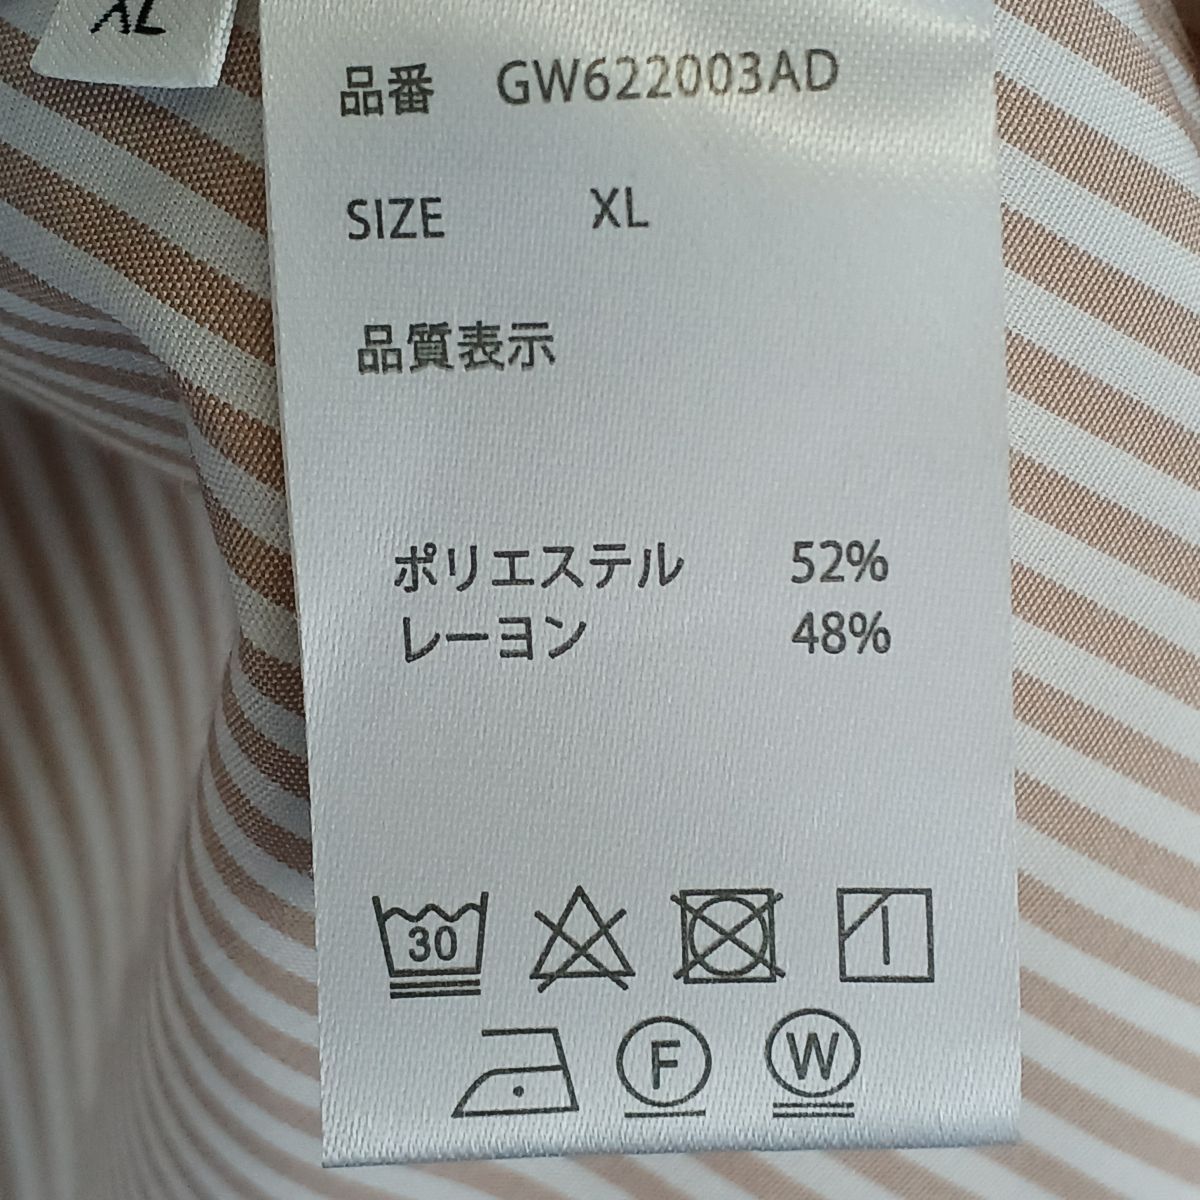 XL
品番 GW622003AD
SIZE XL
品質表示
ポリエステル 52%
レーヨン 48%
30
F W